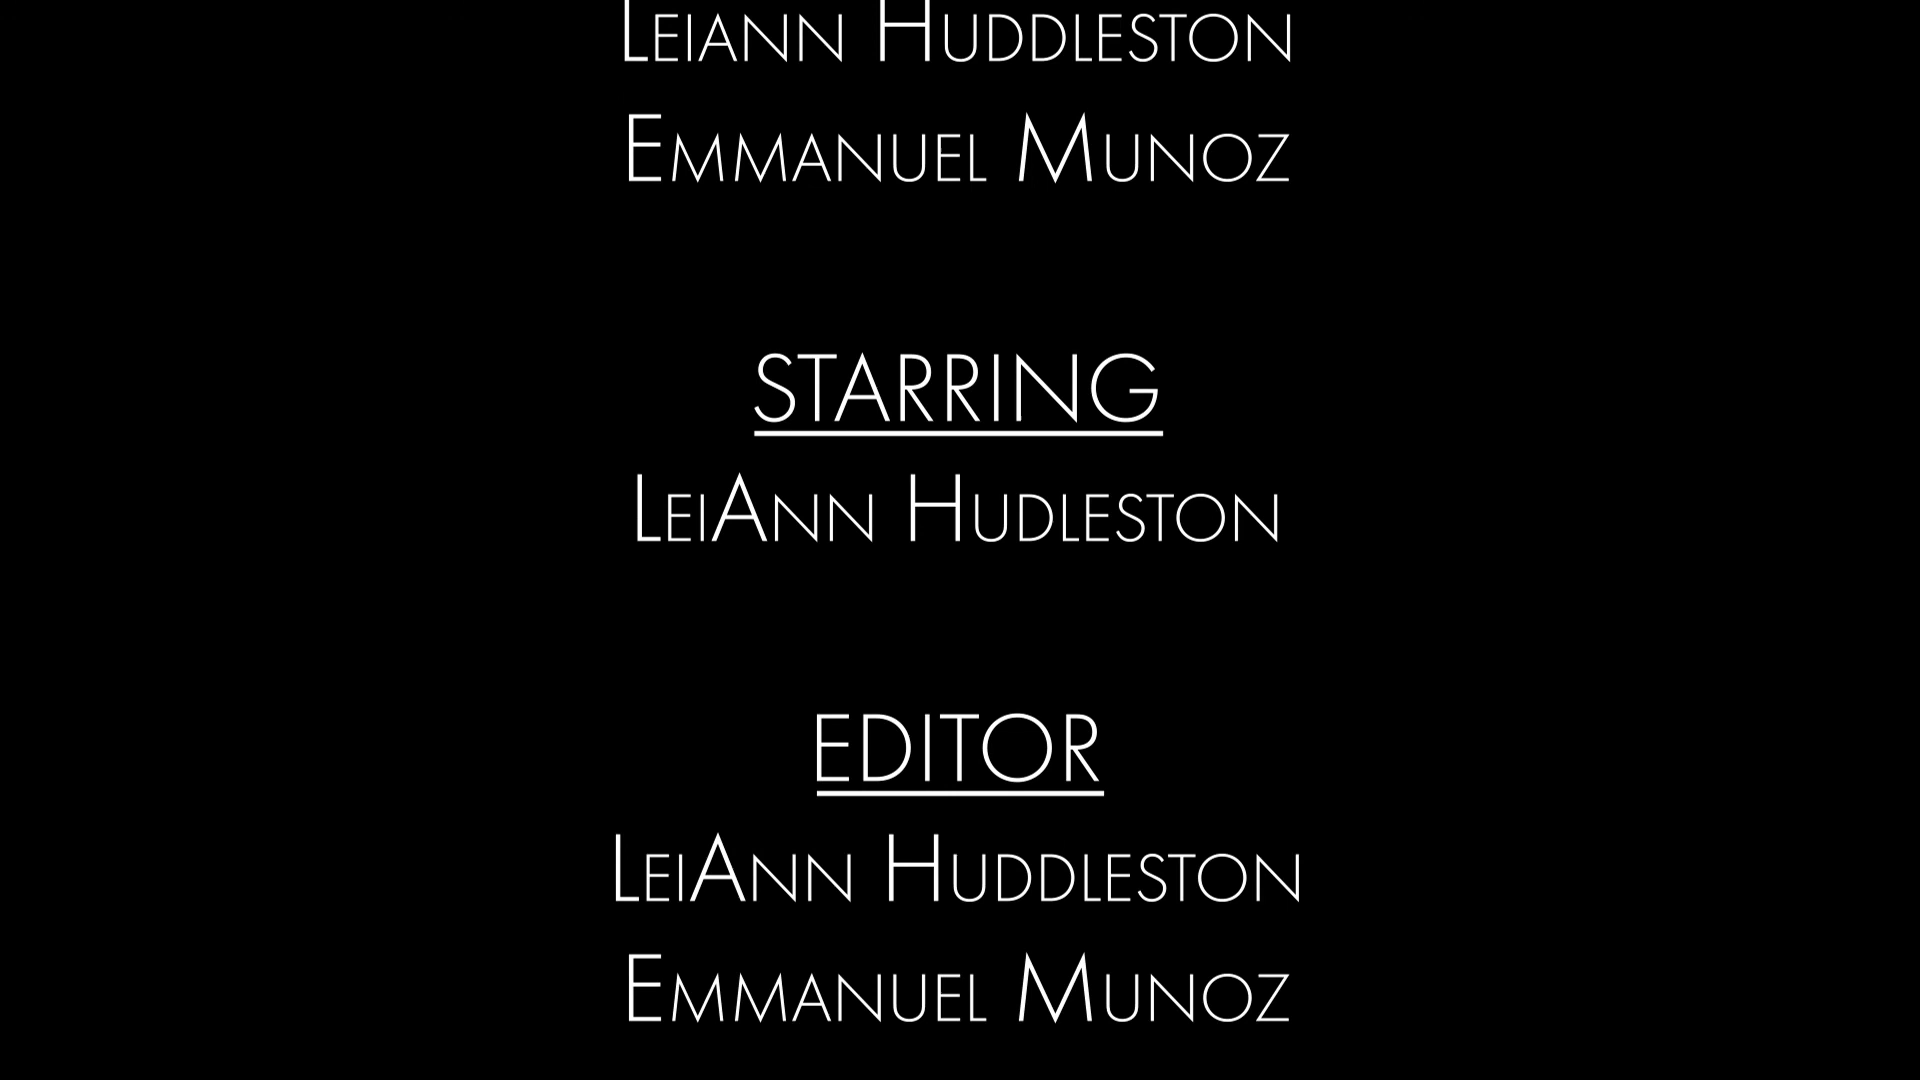 Leiann Huddleston
Emmanuel Munoz
STARRING
LeiAnn Hudleston
EDITOR
LeiAnn Huddleston
Emmanuel Munoz